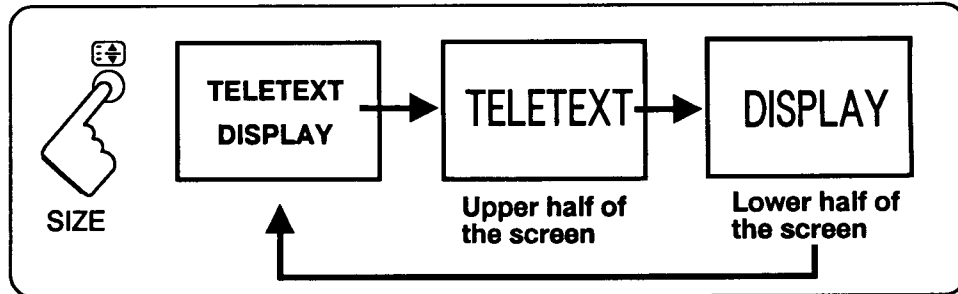 SIZE
TELETEXT
DISPLAY
TELETEXT
Upper half of
the screen
DISPLAY
Lower half of
the screen